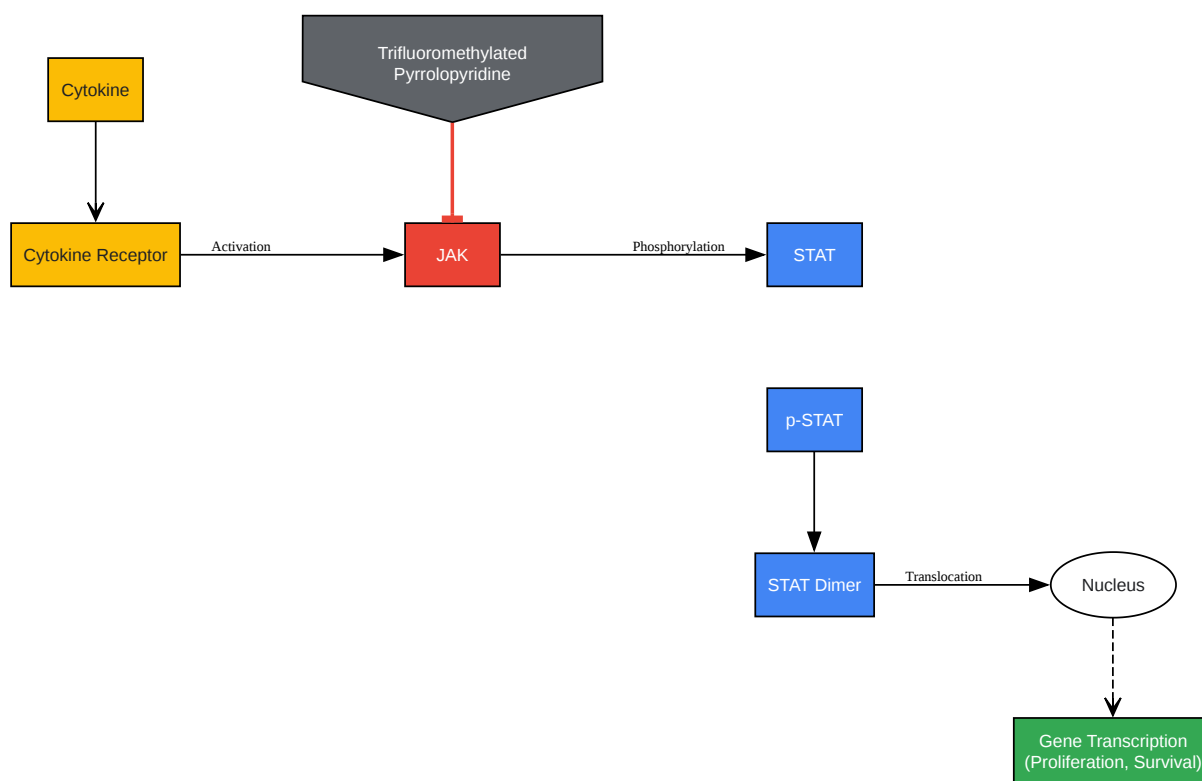 Trifluoromethylated
Pyrrolopyridine
Cytokine
Cytokine Receptor
Activation
JAK
Phosphorylation
STAT
p-STAT
STAT Dimer
Translocation
Nucleus
Gene Transcription
(Proliferation, Survival)